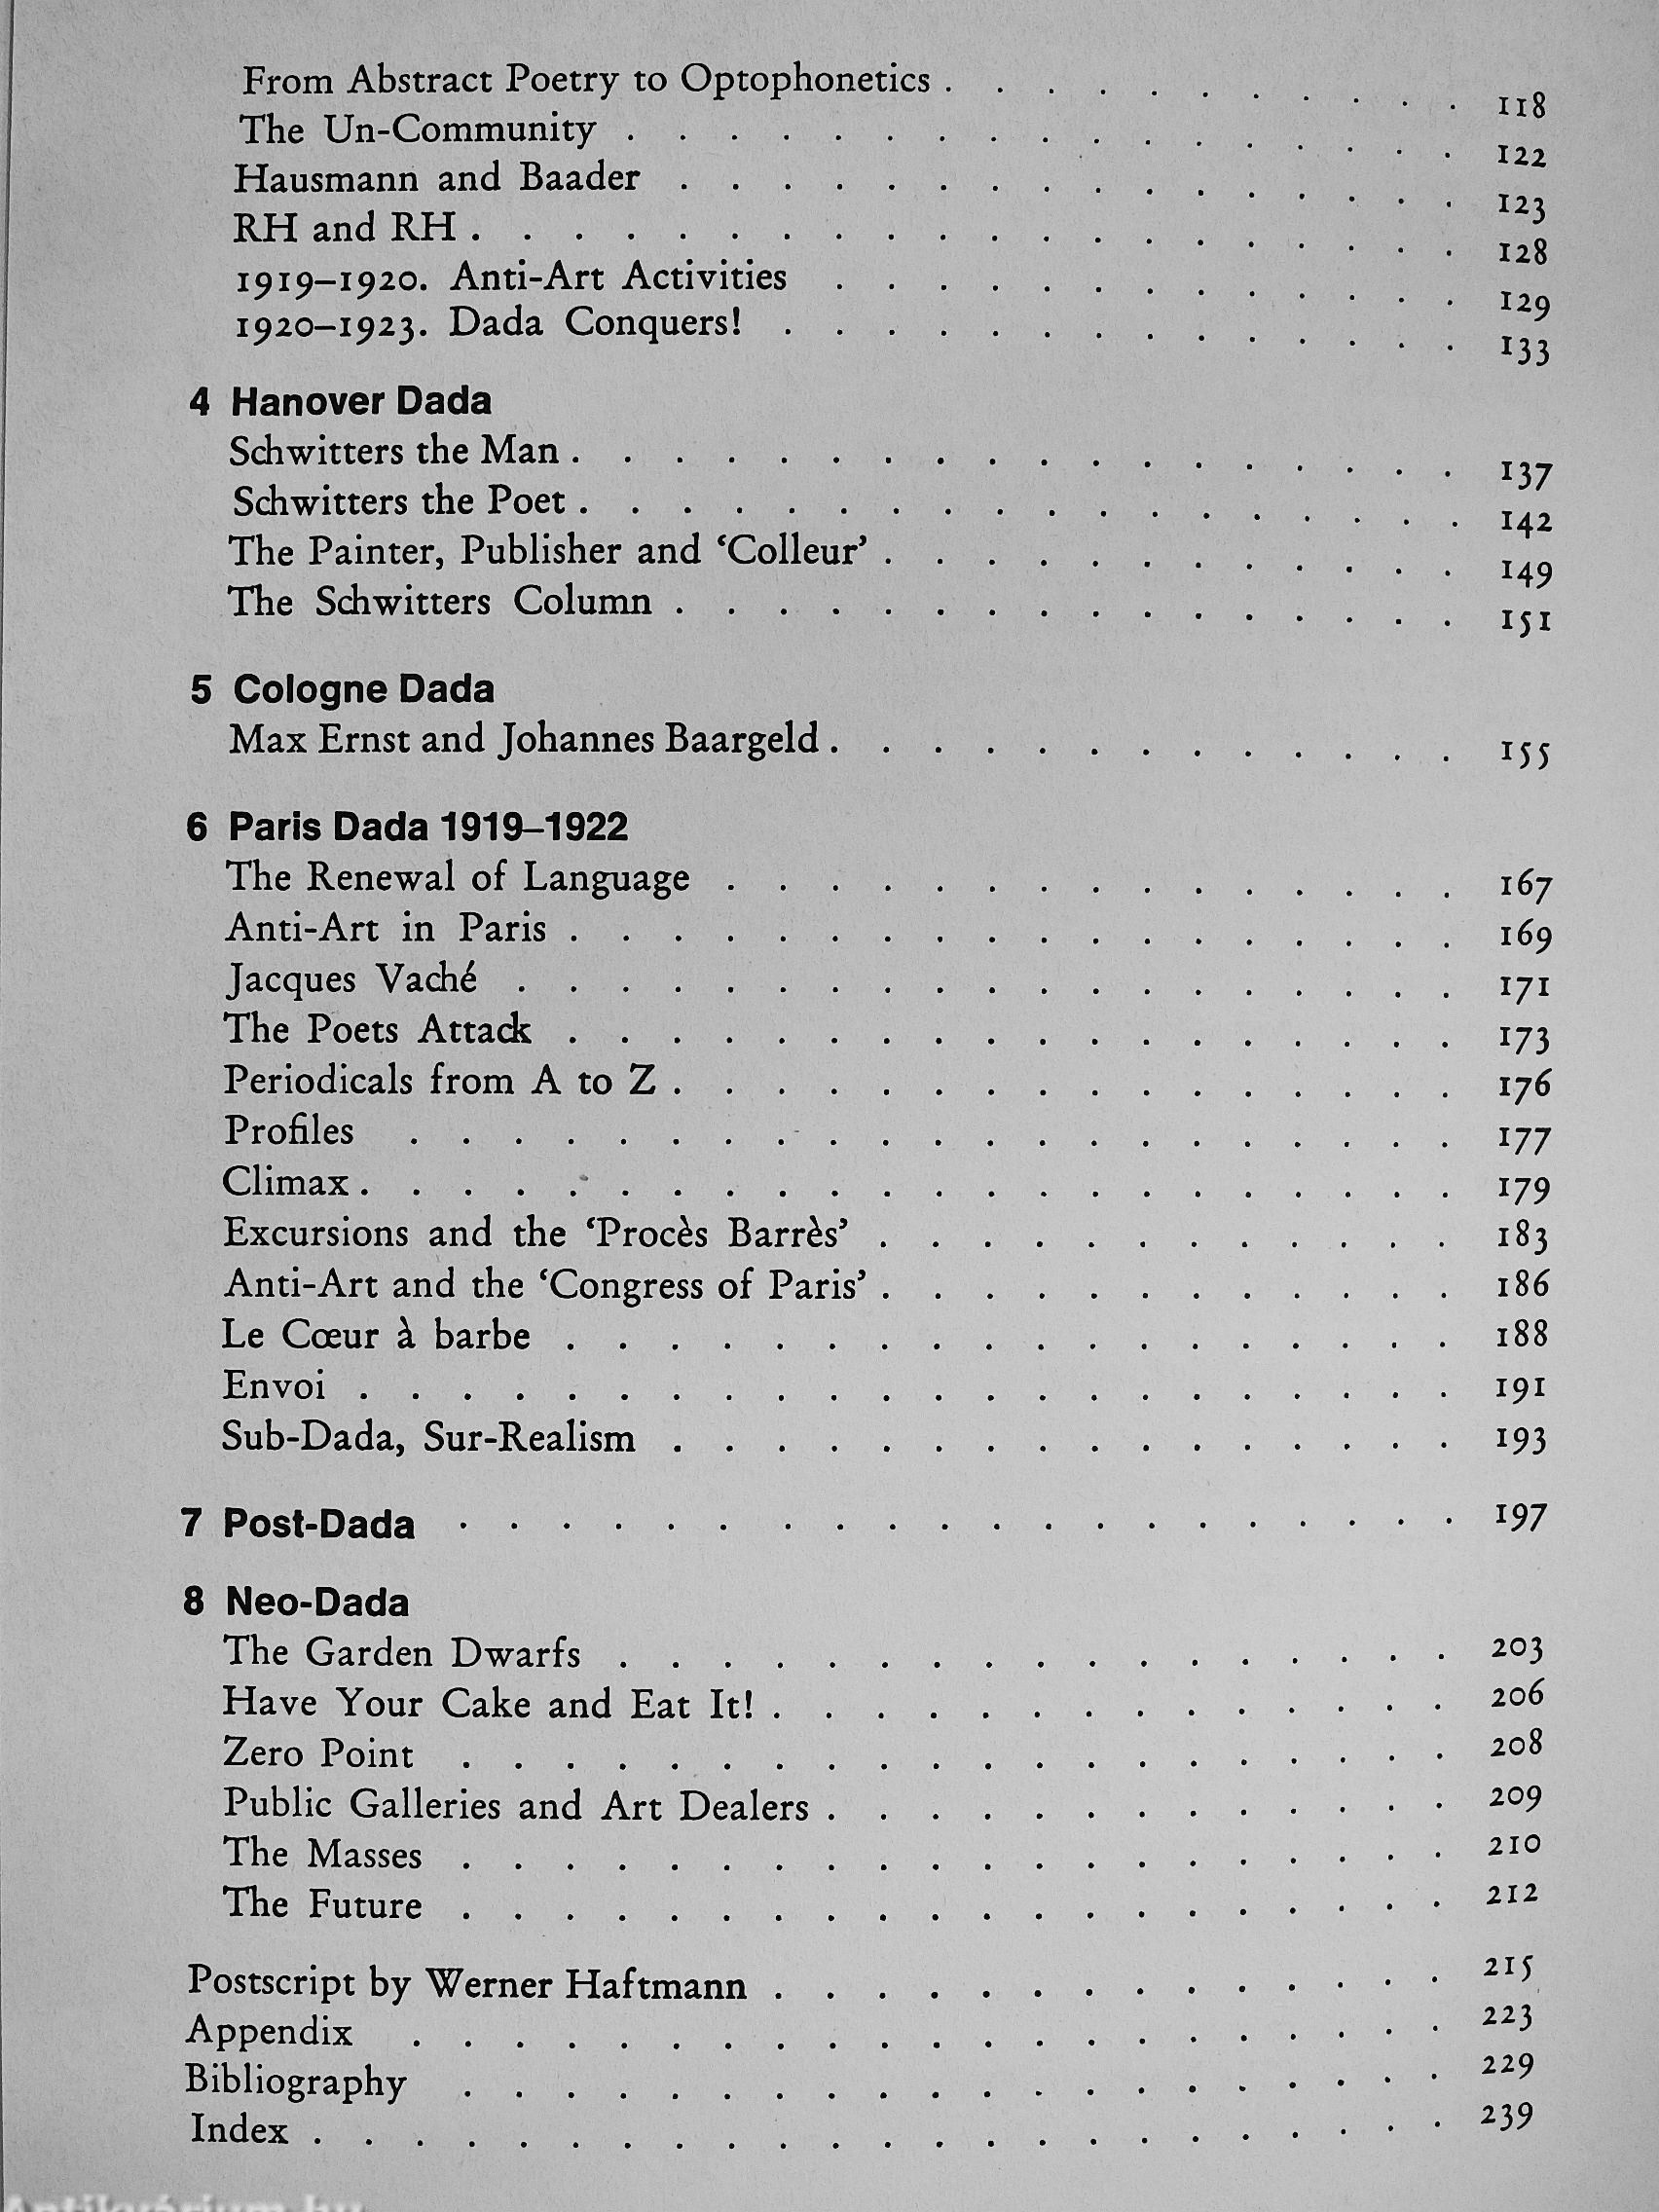 From Abstract Poetry to Optophonetics . . . . . . . . . . . 118
The Un-Community . . . . . . . . . . . . . . . . . 122
Hausmann and Baader . . . . . . . . . . . . . . . . 123
RH and RH . . . . . . . . . . . . . . . . . . . . 128
1919–1920. Anti-Art Activities . . . . . . . . . . . . . 129
1920–1923. Dada Conquers! . . . . . . . . . . . . . . 133
4 Hanover Dada
Schwitters the Man . . . . . . . . . . . . . . . . . . 137
Schwitters the Poet . . . . . . . . . . . . . . . . . . 142
The Painter, Publisher and ‘Colleur’ . . . . . . . . . . . . 149
The Schwitters Column . . . . . . . . . . . . . . . . 151
5 Cologne Dada
Max Ernst and Johannes Baargeld . . . . . . . . . . . . . 155
6 Paris Dada 1919–1922
The Renewal of Language . . . . . . . . . . . . . . . 167
Anti-Art in Paris . . . . . . . . . . . . . . . . . . 169
Jacques Vaché . . . . . . . . . . . . . . . . . . . 171
The Poets Attack . . . . . . . . . . . . . . . . . . 173
Periodicals from A to Z . . . . . . . . . . . . . . . . 176
Profiles . . . . . . . . . . . . . . . . . . . . . 177
Climax . . . . . . . . . . . . . . . . . . . . . . 179
Excursions and the ‘Procès Barrès’ . . . . . . . . . . . . 183
Anti-Art and the ‘Congress of Paris’ . . . . . . . . . . . . 186
Le Cœur à barbe . . . . . . . . . . . . . . . . . . 188
Envoi . . . . . . . . . . . . . . . . . . . . . . 191
Sub-Dada, Sur-Realism . . . . . . . . . . . . . . . . 193
7 Post-Dada . . . . . . . . . . . . . . . . . . . . 197
8 Neo-Dada
The Garden Dwarfs . . . . . . . . . . . . . . . . . 203
Have Your Cake and Eat It! . . . . . . . . . . . . . . 206
Zero Point . . . . . . . . . . . . . . . . . . . . 208
Public Galleries and Art Dealers . . . . . . . . . . . . . 209
The Masses . . . . . . . . . . . . . . . . . . . . 210
The Future . . . . . . . . . . . . . . . . . . . . 212
Postscript by Werner Haftmann . . . . . . . . . . . . . . 215
Appendix . . . . . . . . . . . . . . . . . . . . . 223
Bibliography . . . . . . . . . . . . . . . . . . . . 229
Index . . . . . . . . . . . . . . . . . . . . . . . 239
Antikvárium.hu